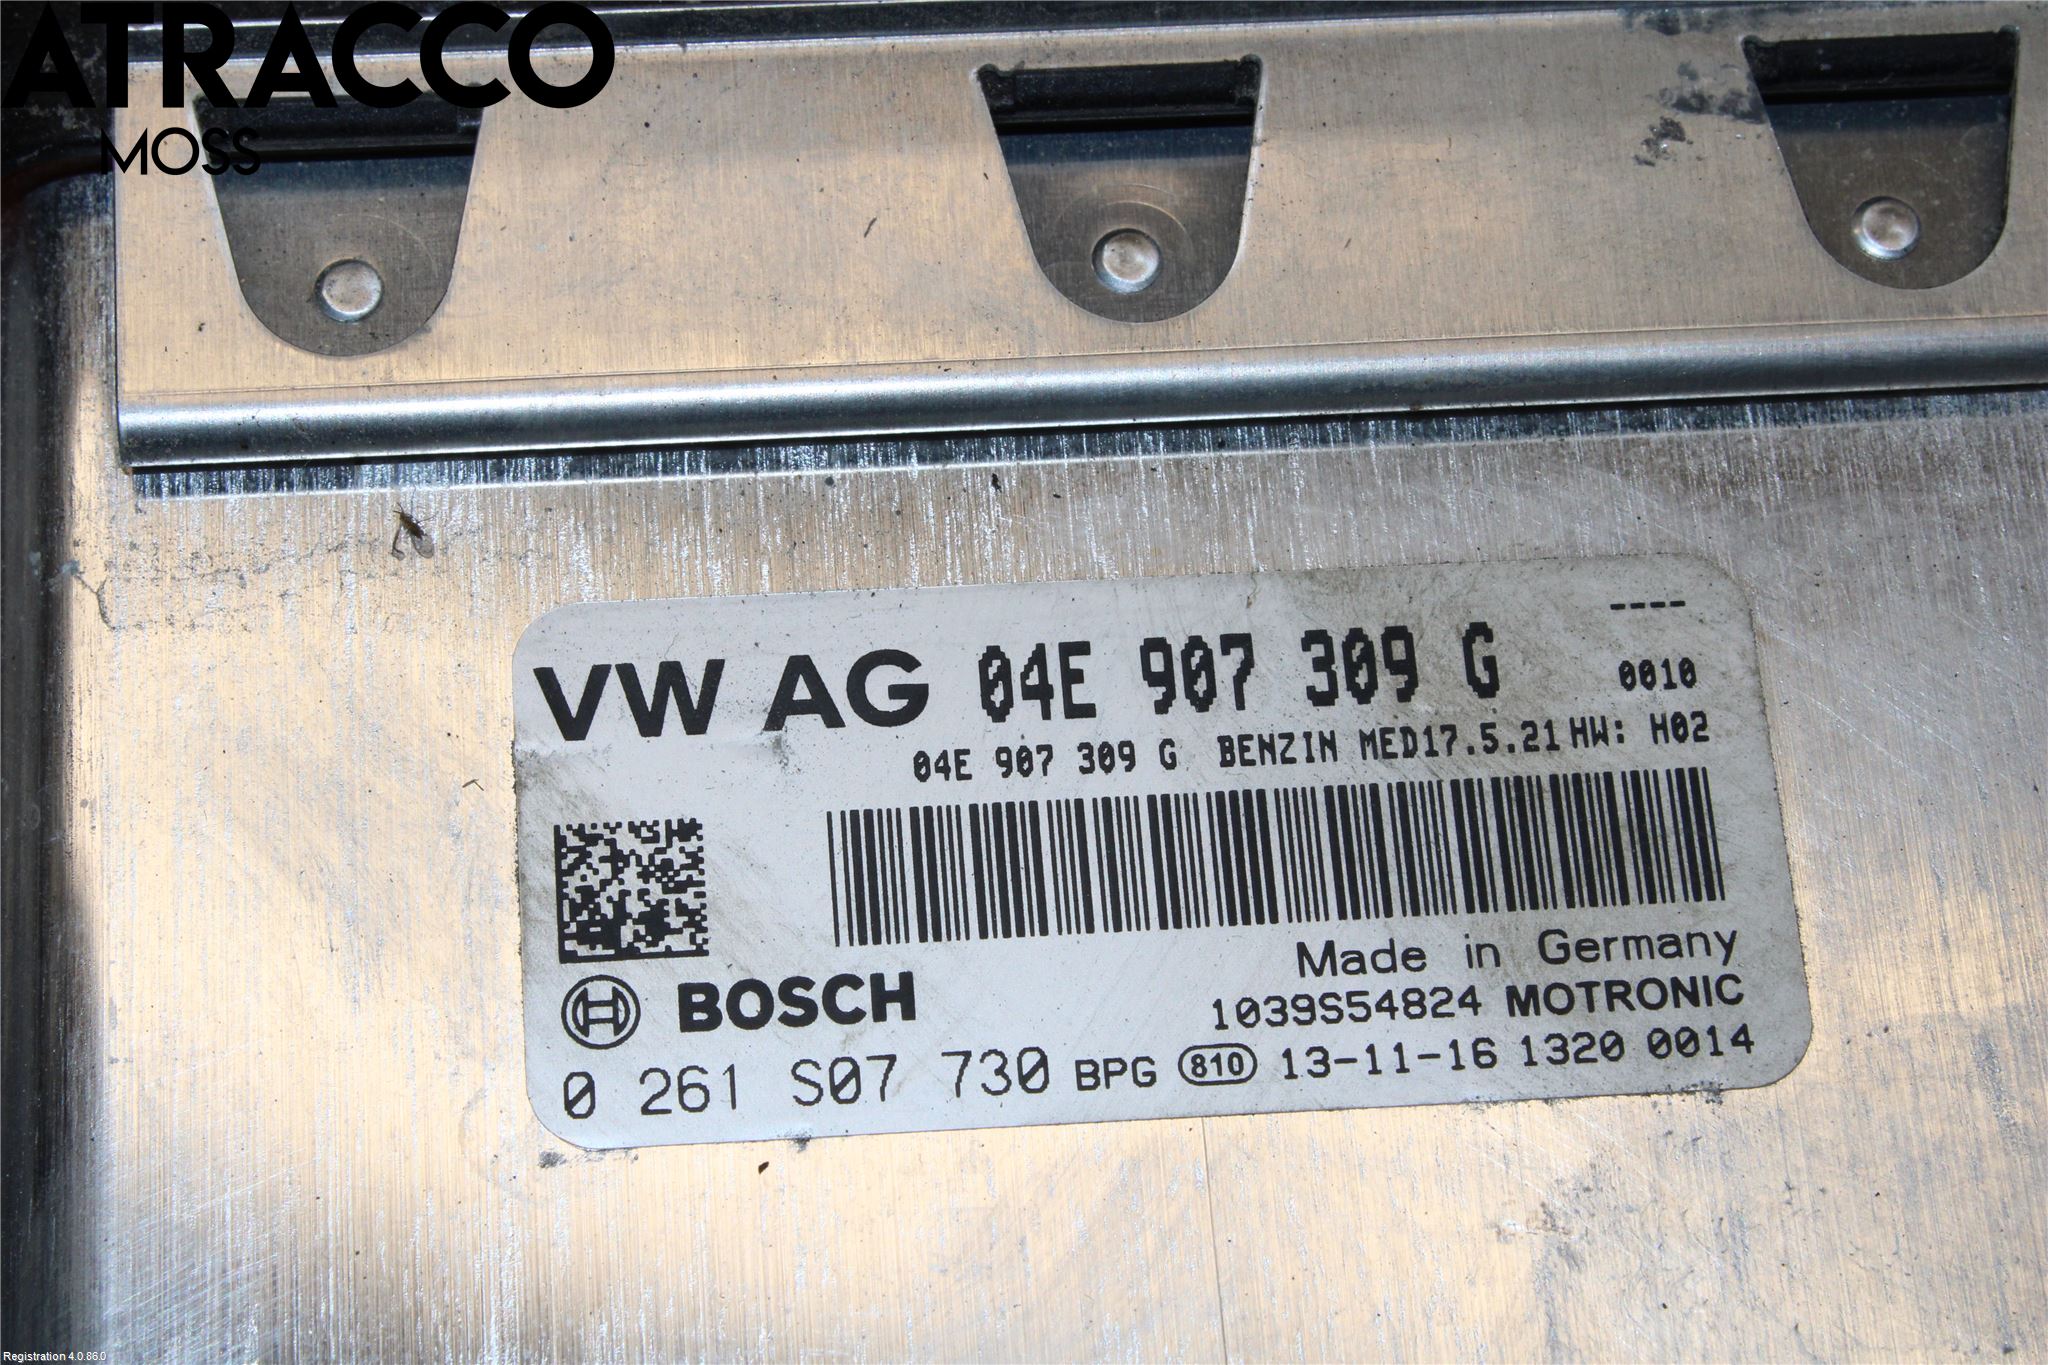 ATRACCO
MOSS
----
VW AG 04E 907 309 G 0010
04E 907 309 G BENZIN MED17.5.21 HW: H02
Made in Germany
BOSCH 1039S54824 MOTRONIC
0 261 S07 730 BPG 810 13-11-16 1320 0014
Registration 4.0.86.0